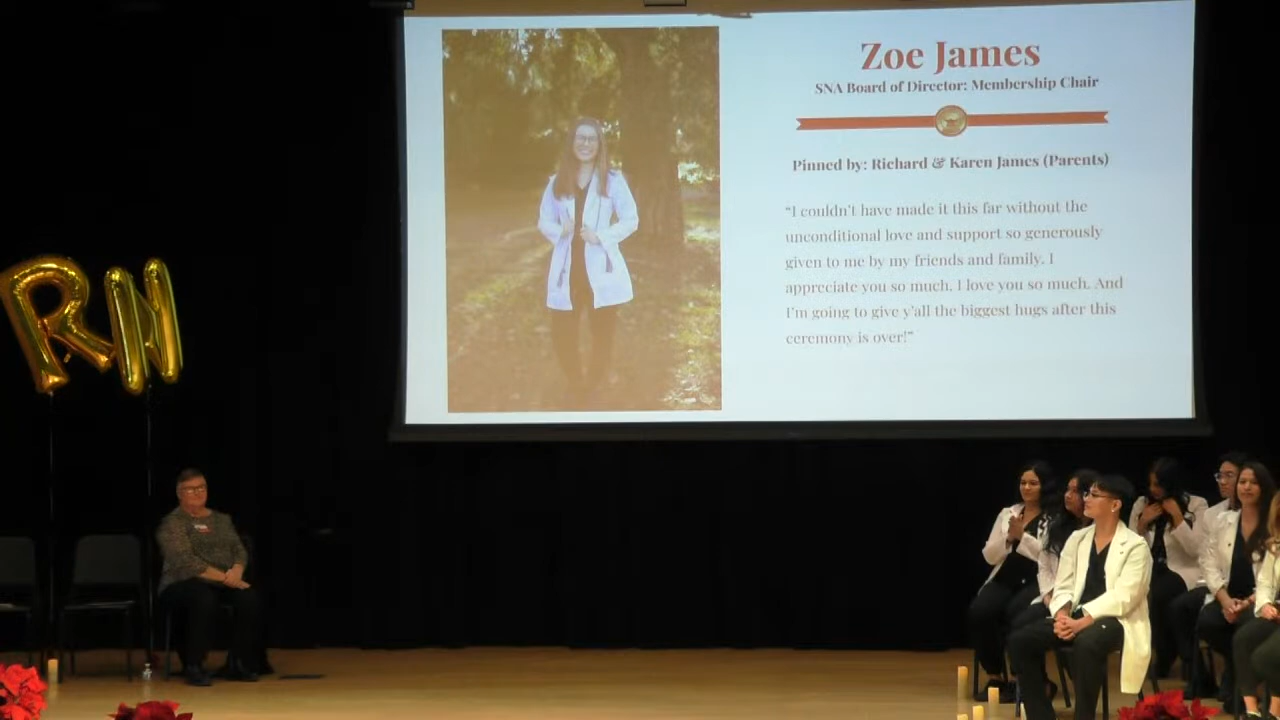 Zoe James
SNA Board of Director: Membership Chair
Pinned by: Richard & Karen James (Parents)
“I couldn’t have made it this far without the
unconditional love and support so generously
given to me by my friends and family. I
appreciate you so much. I love you so much. And
I’m going to give y’all the biggest hugs after this
ceremony is over!”
RN